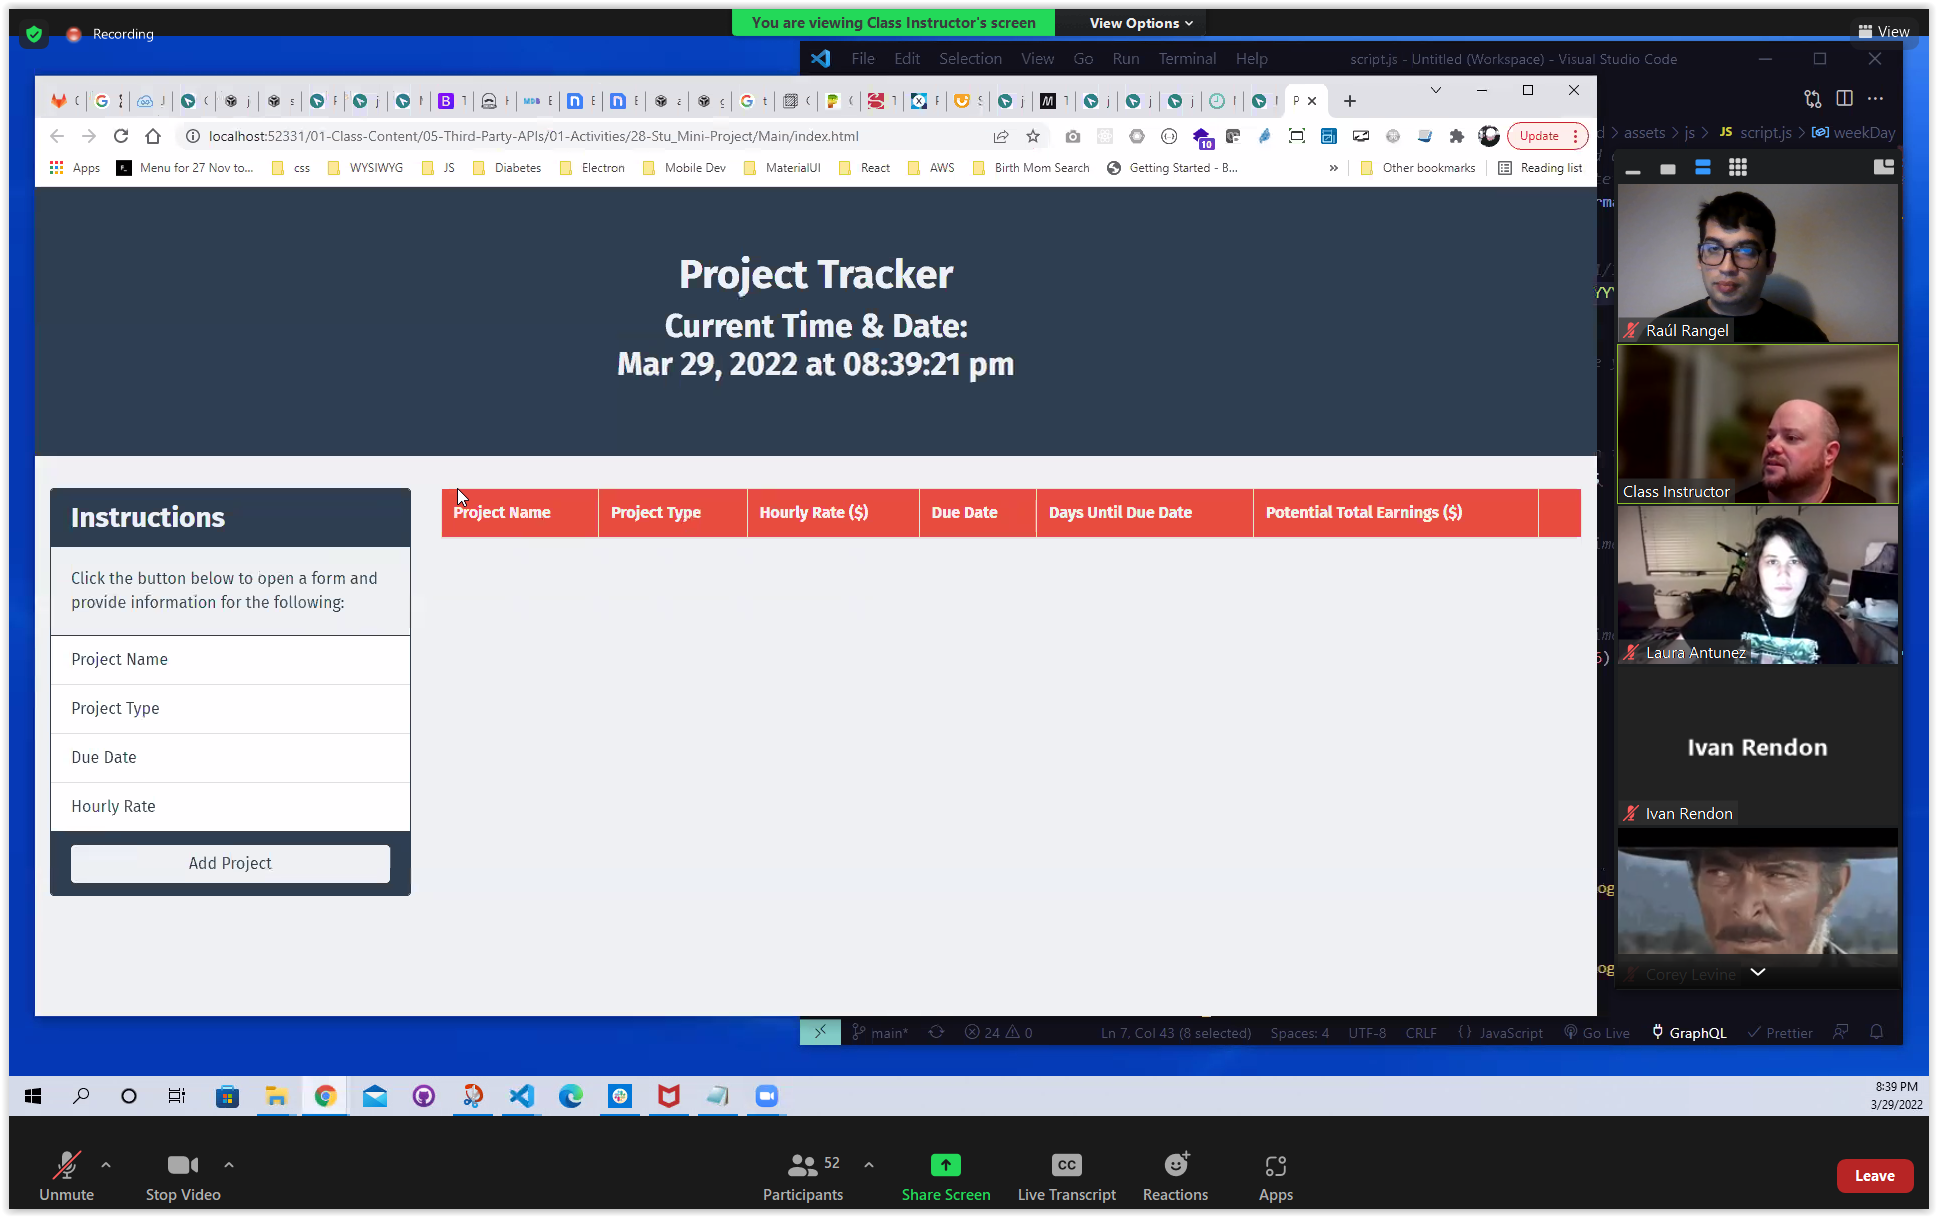 You are viewing Class Instructor's screen
View Options
Recording
View
File Edit Selection View Go Run Terminal Help
script.js - Untitled (Workspace) - Visual Studio Code
localhost:52331/01-Class-Content/05-Third-Party-APIs/01-Activities/28-Stu_Mini-Project/Main/index.html
10
Update
assets > js > JS script.js > weekDay
Apps
Menu for 27 Nov to...
css
WYSIWYG
JS
Diabetes
Electron
Mobile Dev
MaterialUI
React
AWS
Birth Mom Search
Getting Started - B...
»
Other bookmarks
Reading list
Project Tracker
Current Time & Date:
Mar 29, 2022 at 08:39:21 pm
Instructions
Click the button below to open a form and
provide information for the following:
Project Name
Project Type
Due Date
Hourly Rate
Add Project
Project Name
Project Type
Hourly Rate ($)
Due Date
Days Until Due Date
Potential Total Earnings ($)
Raúl Rangel
Class Instructor
Laura Antunez
Ivan Rendon
Ivan Rendon
Corey Levine
main*
24
0
Ln 7, Col 43 (8 selected)
Spaces: 4
UTF-8
CRLF
{} JavaScript
Go Live
GraphQL
Prettier
8:39 PM
3/29/2022
Unmute
Stop Video
52
Participants
Share Screen
CC
Live Transcript
Reactions
Apps
Leave